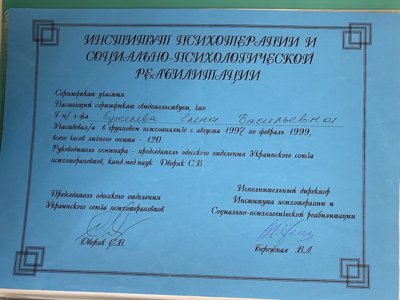 ИНСТИТУТ ПСИХОТЕРАПИИ И
СОЦИАЛЬНО-ПСИХОЛОГИЧЕСКОЙ
РЕАБИЛИТАЦИИ
Сертификат участия
Настоящий сертификат свидетельствует, что
Г-н/ г-жа Елена Васильевна
Участвовал/а в групповом психоанализе с августа 1997 по февраль 1999,
всего часов личного опыта - 120.
Руководитель семинара - председатель одесского отделения Украинского союза
психотерапевтов, канд.мед.наук Дворяк С.В.
Председатель одесского отделения
Украинского союза психотерапевтов
Дворяк С.В.
Исполнительный директор
Института психотерапии и
Социально-психологической реабилитации
Бережная В.Л.